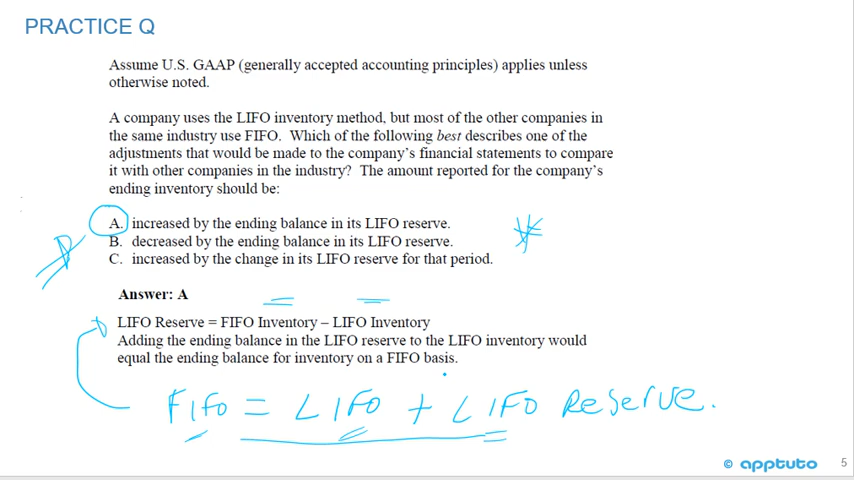 PRACTICE Q
Assume U.S. GAAP (generally accepted accounting principles) applies unless
otherwise noted.
A company uses the LIFO inventory method, but most of the other companies in
the same industry use FIFO. Which of the following best describes one of the
adjustments that would be made to the company's financial statements to compare
it with other companies in the industry? The amount reported for the company's
ending inventory should be:
A. increased by the ending balance in its LIFO reserve.
B. decreased by the ending balance in its LIFO reserve.
C. increased by the change in its LIFO reserve for that period.
Answer: A
LIFO Reserve = FIFO Inventory – LIFO Inventory
Adding the ending balance in the LIFO reserve to the LIFO inventory would
equal the ending balance for inventory on a FIFO basis.
FIFO = LIFO + LIFO Reserve.
© apptuto 5